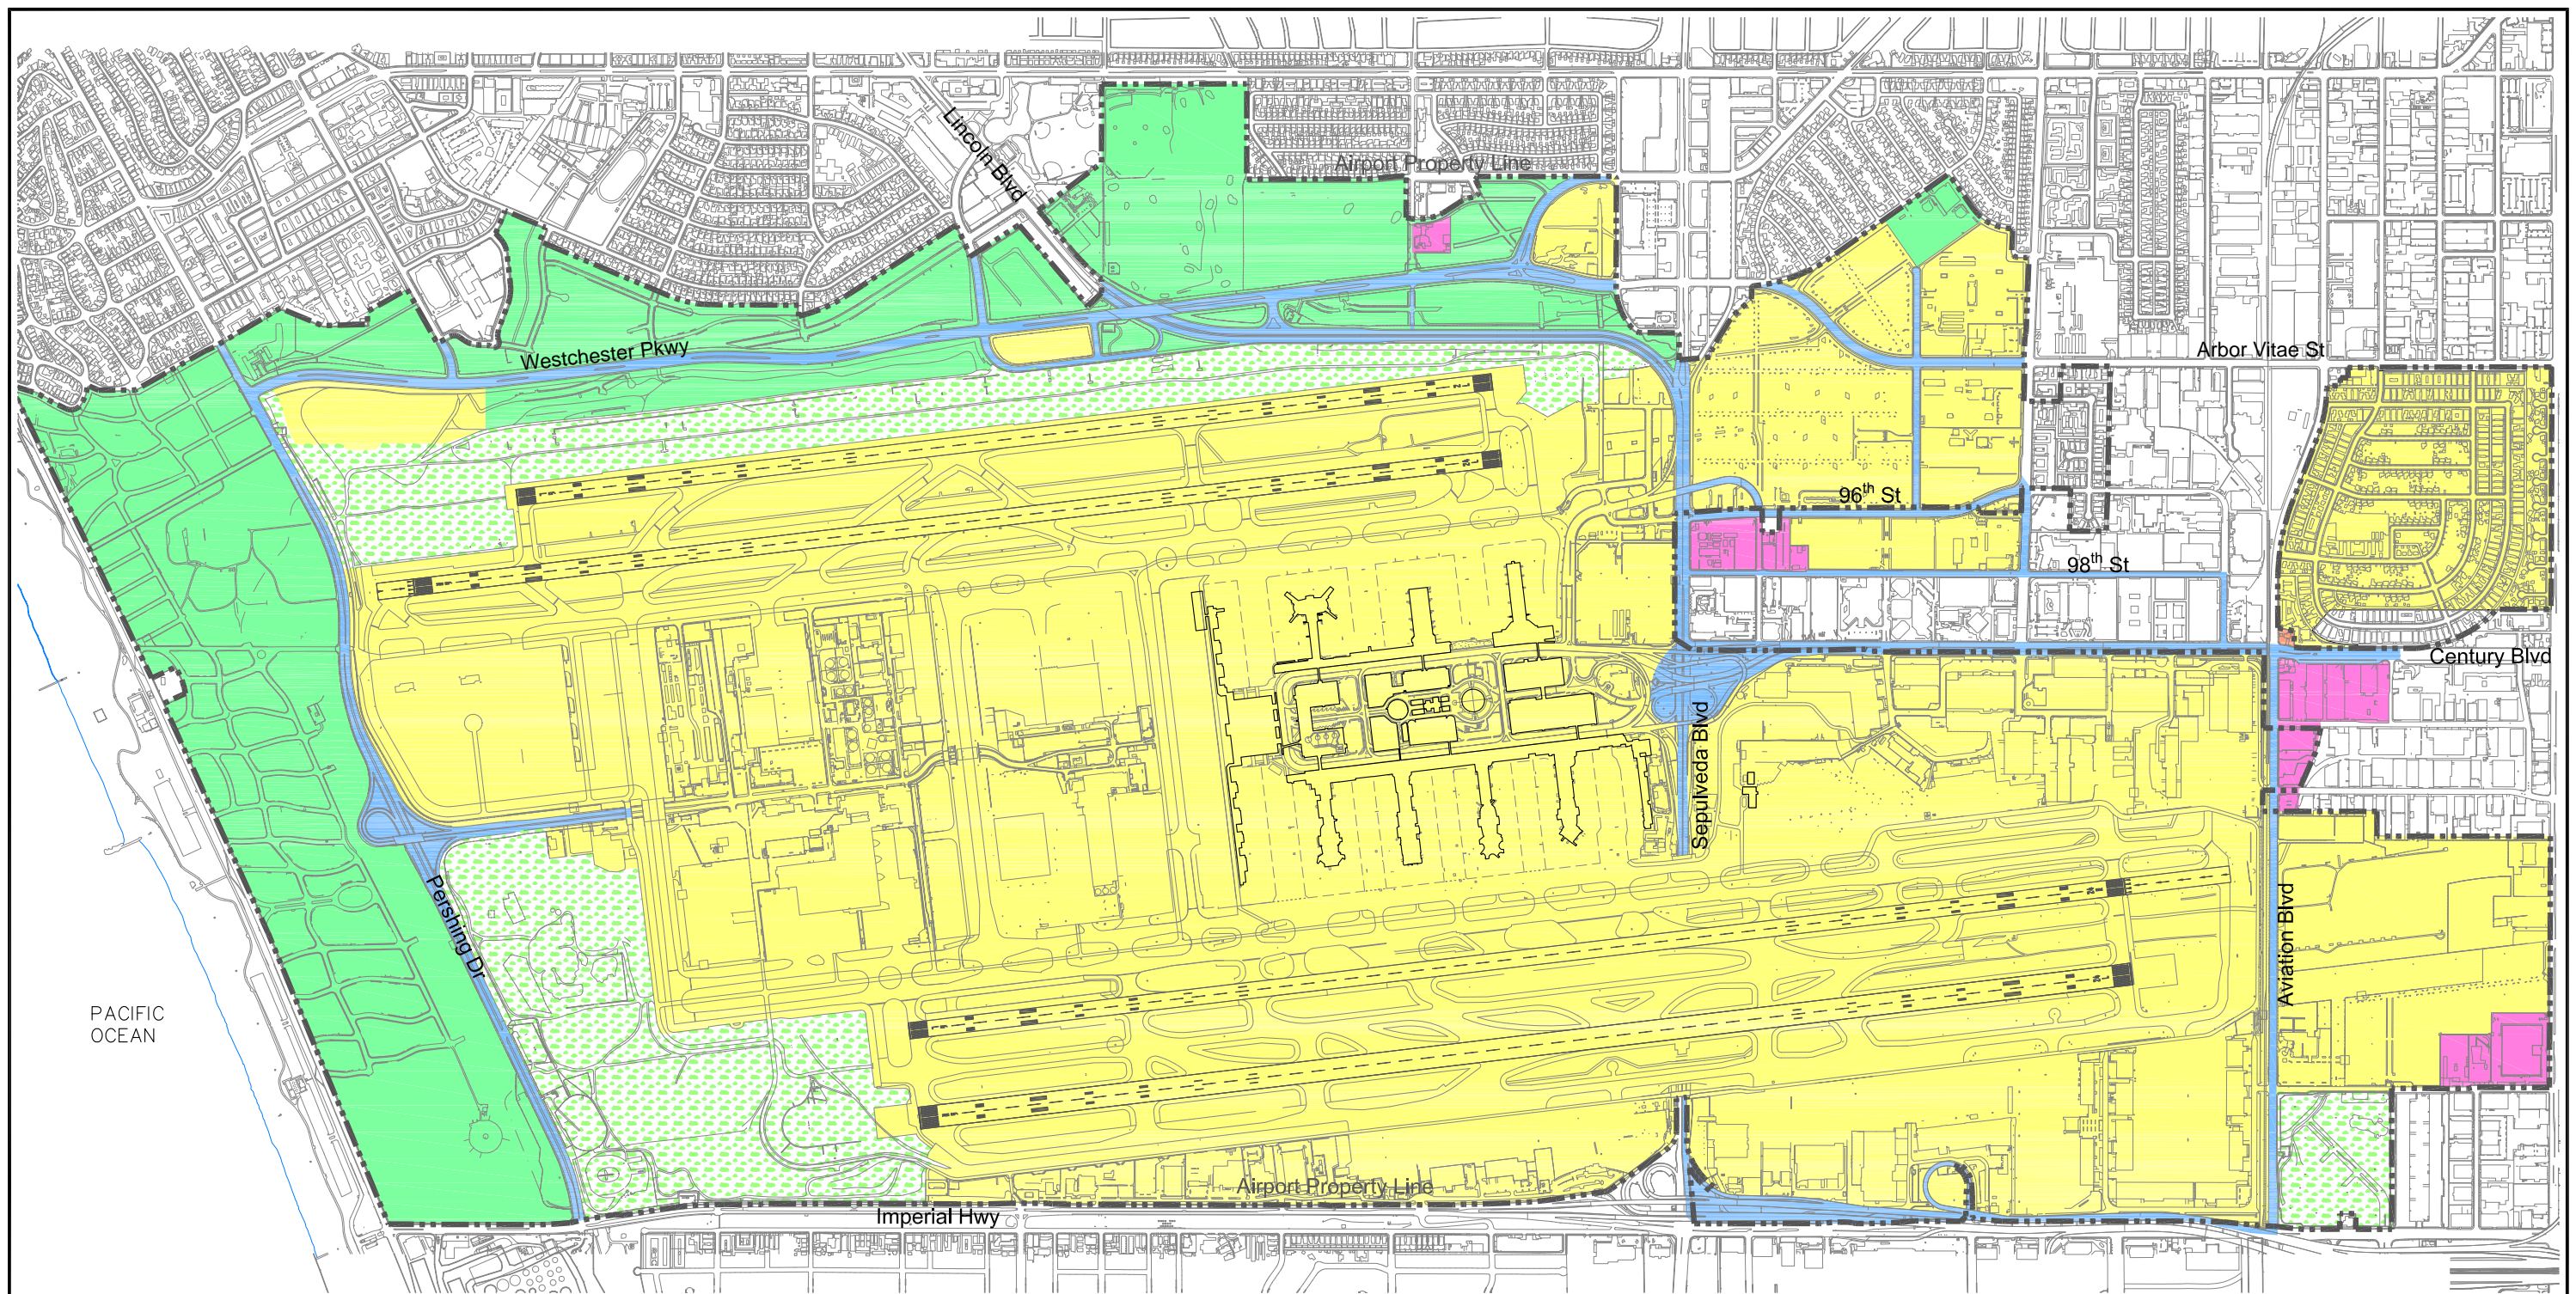 Lincoln Blvd
Airport Property Line
Westchester Pkwy
Arbor Vitae St
96th St
98th St
Century Blvd
Sepulveda Blvd
Pershing Dr
Aviation Blvd
PACIFIC
OCEAN
Airport Property Line
Imperial Hwy